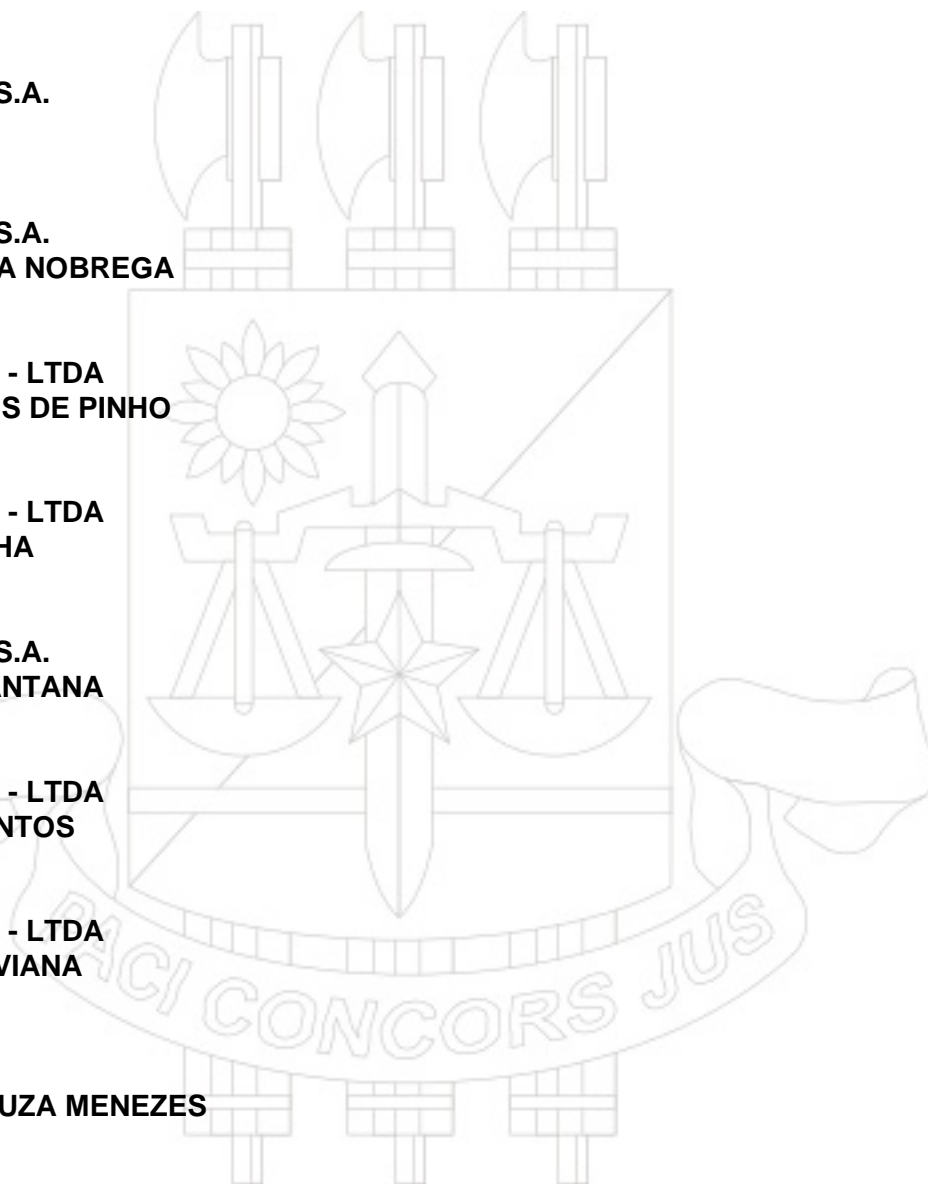 S.A.
S.A.
A NOBREGA
- LTDA
S DE PINHO
- LTDA
HA
S.A.
ANTANA
- LTDA
NTOS
- LTDA
VIANA
UZA MENEZES
PACI CONCORS JUS